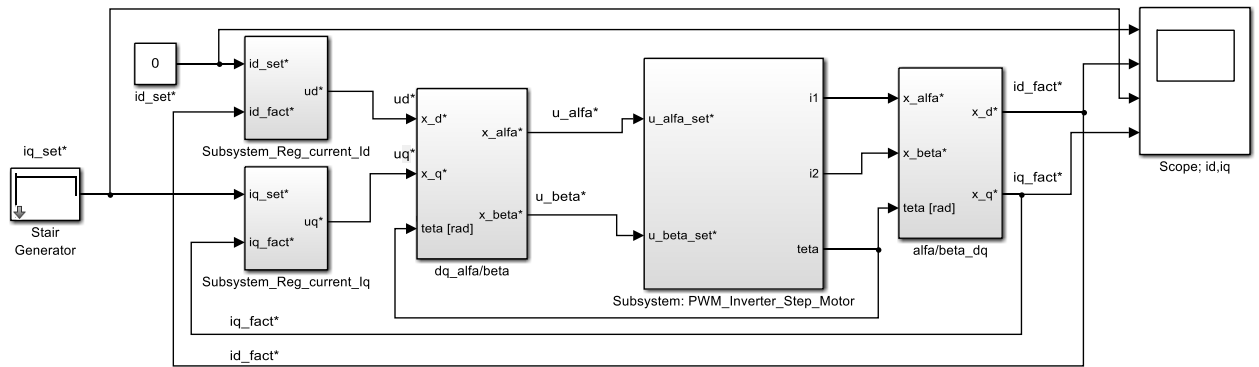 0
id_set*
id_set*
id_fact*
ud*
Subsystem_Reg_current_Id
iq_set*
Stair
Generator
iq_set*
iq_fact*
uq*
Subsystem_Reg_current_Iq
ud*
uq*
x_d*
x_q*
teta [rad]
x_alfa*
x_beta*
dq_alfa/beta
u_alfa*
u_beta*
u_alfa_set*
u_beta_set*
i1
i2
teta
Subsystem: PWM_Inverter_Step_Motor
x_alfa*
x_beta*
teta [rad]
x_d*
x_q*
alfa/beta_dq
id_fact*
iq_fact*
Scope; id,iq
iq_fact*
id_fact*